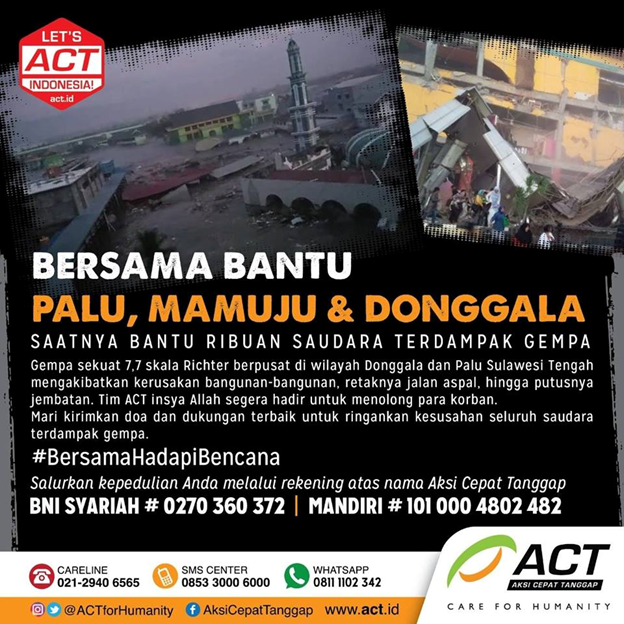 LET'S
ACT
INDONESIA!
act.id
BERSAMA BANTU
PALU, MAMUJU & DONGGALA
SAATNYA BANTU RIBUAN SAUDARA TERDAMPAK GEMPA
Gempa sekuat 7,7 skala Richter berpusat di wilayah Donggala dan Palu Sulawesi Tengah
mengakibatkan kerusakan bangunan-bangunan, retaknya jalan aspal, hingga putusnya
jembatan. Tim ACT insya Allah segera hadir untuk menolong para korban.
Mari kirimkan doa dan dukungan terbaik untuk ringankan kesusahan seluruh saudara
terdampak gempa.
#BersamaHadapiBencana
Salurkan kepedulian Anda melalui rekening atas nama Aksi Cepat Tanggap
BNI SYARIAH # 0270 360 372 | MANDIRI # 101 000 4802 482
CARELINE
021-2940 6565
SMS CENTER
0853 3000 6000
WHATSAPP
0811 1102 342
@ACTforHumanity
AksiCepatTanggap
www.act.id
ACT
AKSI CEPAT TANGGAP
CARE FOR HUMANITY